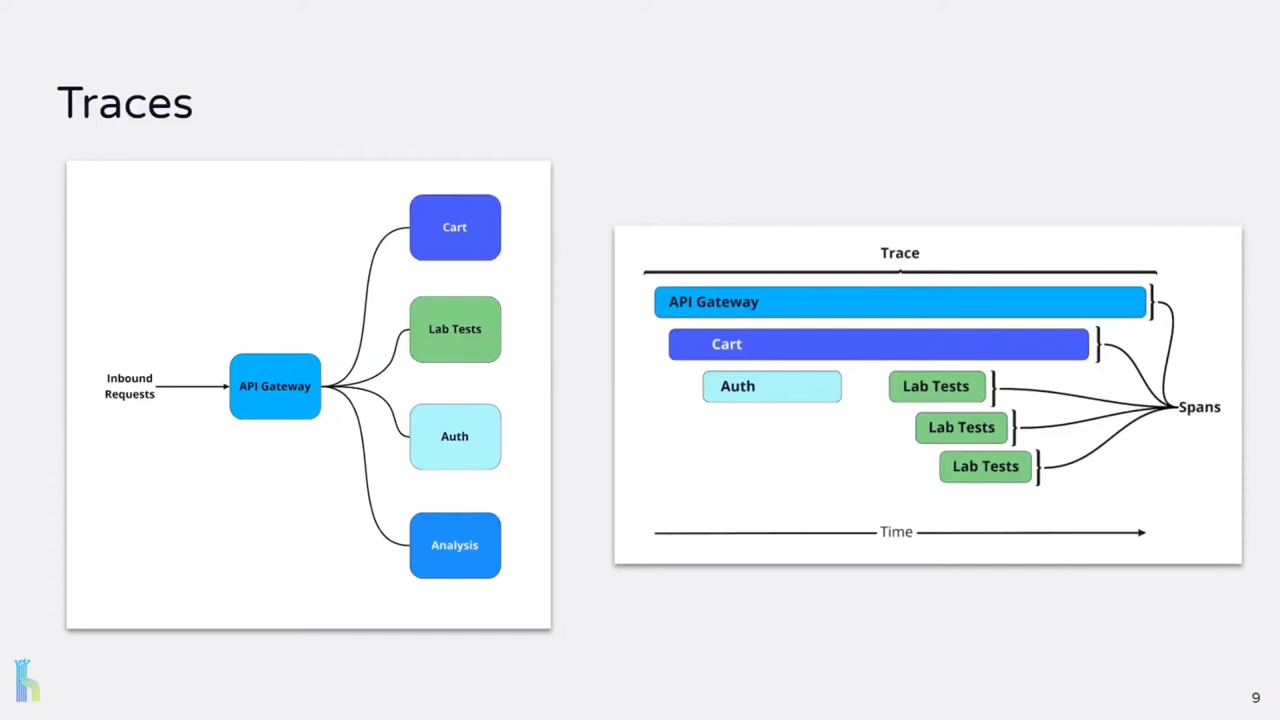 Traces
Cart
Lab Tests
Inbound
Requests
API Gateway
Auth
Analysis
Trace
API Gateway
Cart
Auth
Lab Tests
Lab Tests
Lab Tests
Spans
Time
9